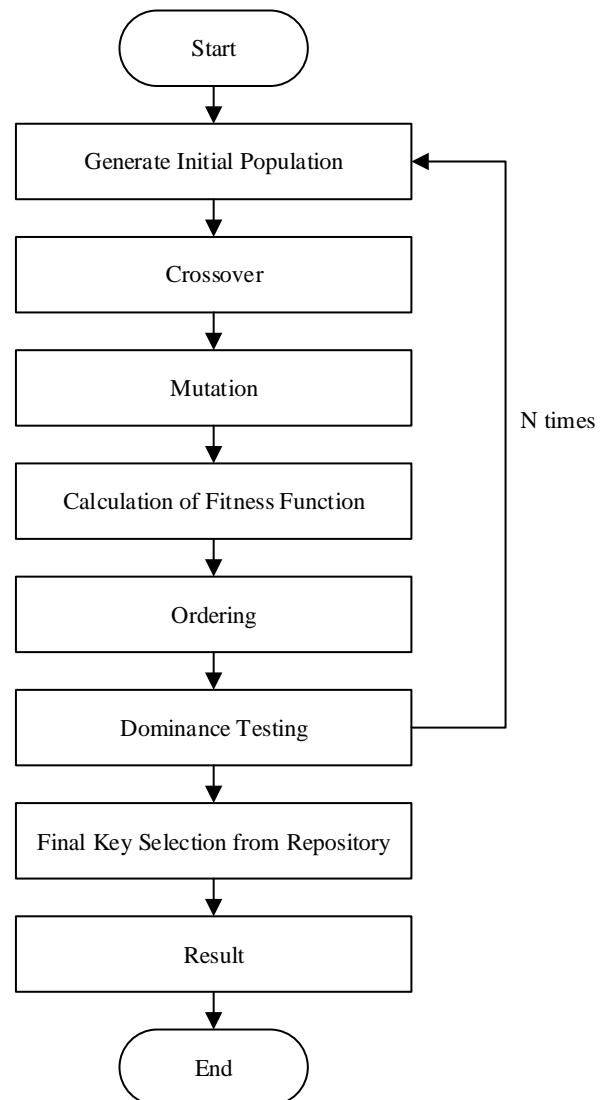 Start
Generate Initial Population
Crossover
Mutation
N times
Calculation of Fitness Function
Ordering
Dominance Testing
Final Key Selection from Repository
Result
End